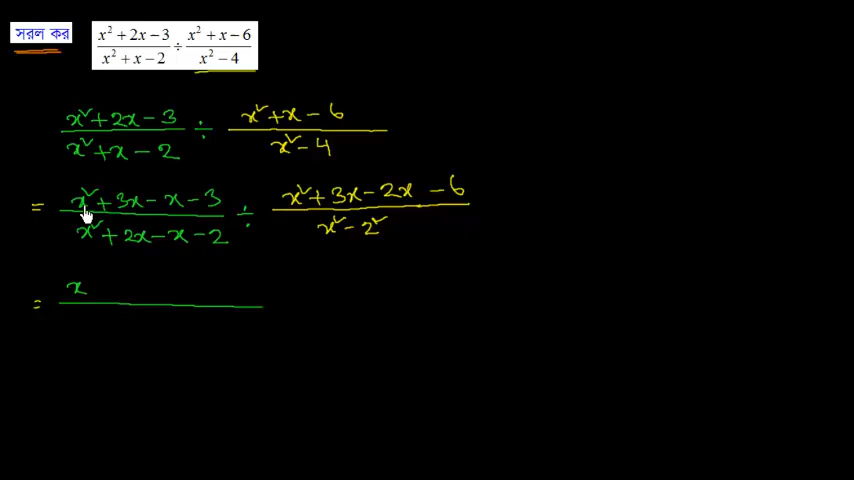 সরল কর (x² + 2x − 3)/(x² + x − 2) ÷ (x² + x − 6)/(x² − 4)
(x² + 2x − 3)/(x² + x − 2) ÷ (x² + x − 6)/(x² − 4)
= (x² + 3x − x − 3)/(x² + 2x − x − 2) ÷ (x² + 3x − 2x − 6)/(x² − 2²)
= x